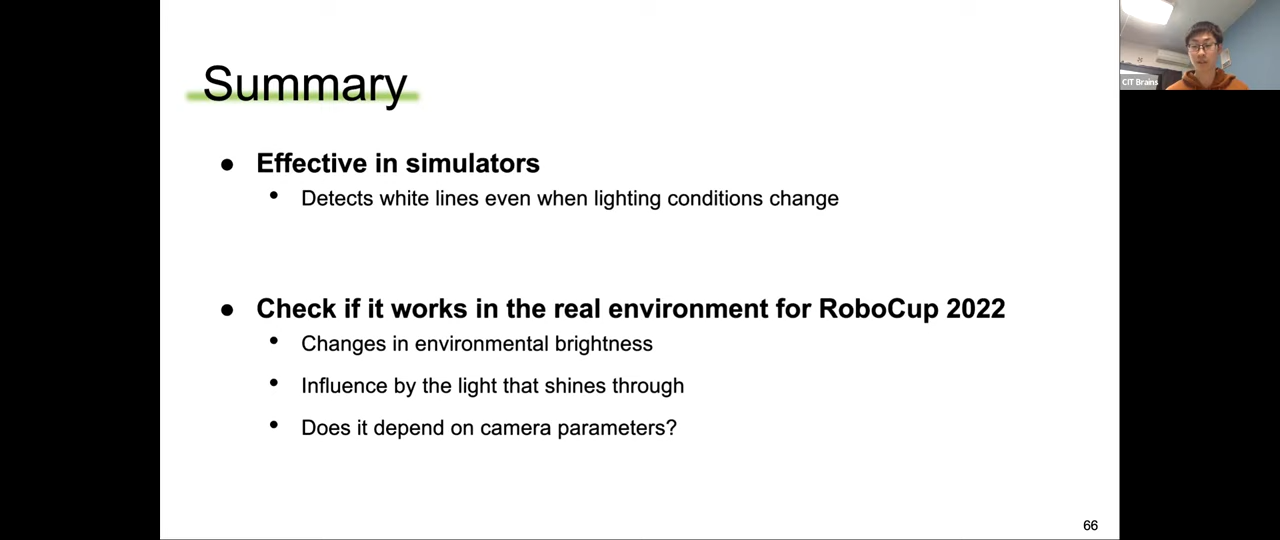 Summary
● Effective in simulators
• Detects white lines even when lighting conditions change
● Check if it works in the real environment for RoboCup 2022
• Changes in environmental brightness
• Influence by the light that shines through
• Does it depend on camera parameters?
66
CIT Brains